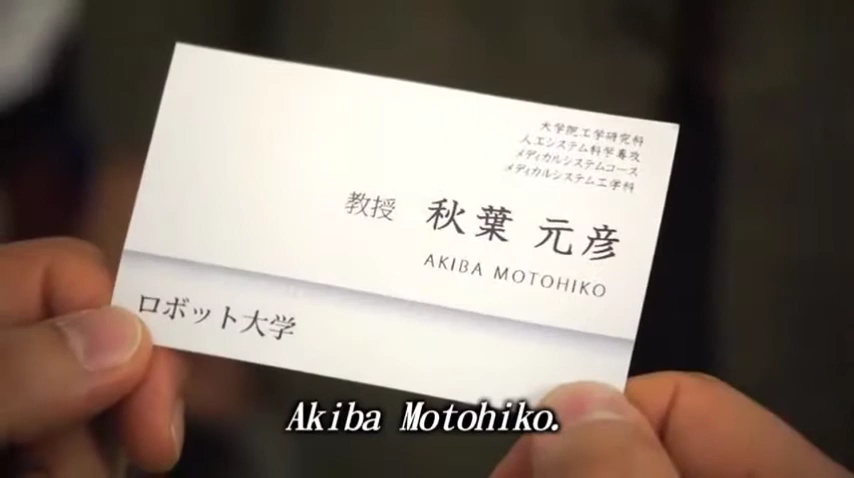 大学院工学研究科
人工システム科学専攻
メディカルシステムコース
メディカルシステム工学科
教授 秋葉 元彦
AKIBA MOTOHIKO
ロボット大学
Akiba Motohiko.